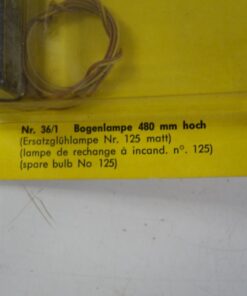 Nr. 36/1 Bogenlampe 480 mm hoch
(Ersatzglühlampe Nr. 125 matt)
(lampe de rechange à incand. nº. 125)
(spare bulb No 125)